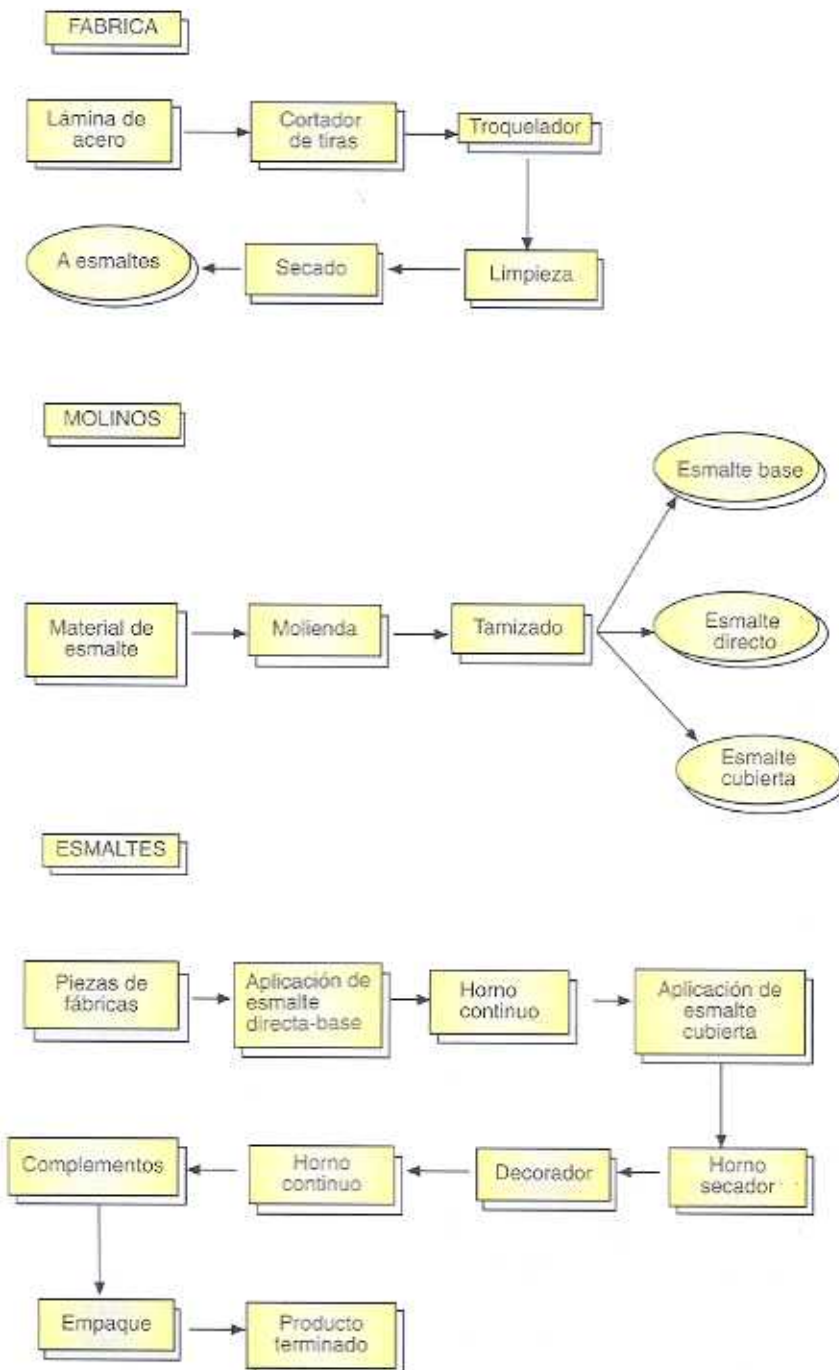 FABRICA
Lámina de
acero
Cortador
de tiras
Troquelador
A esmaltes
Secado
Limpieza
MOLINOS
Esmalte base
Material de
esmalte
Molienda
Tamizado
Esmalte
directo
Esmalte
cubierta
ESMALTES
Piezas de
fábricas
Aplicación de
esmalte
directa-base
Horno
continuo
Aplicación de
esmalte
cubierta
Complementos
Horno
continuo
Decorador
Horno
secador
Empaque
Producto
terminado